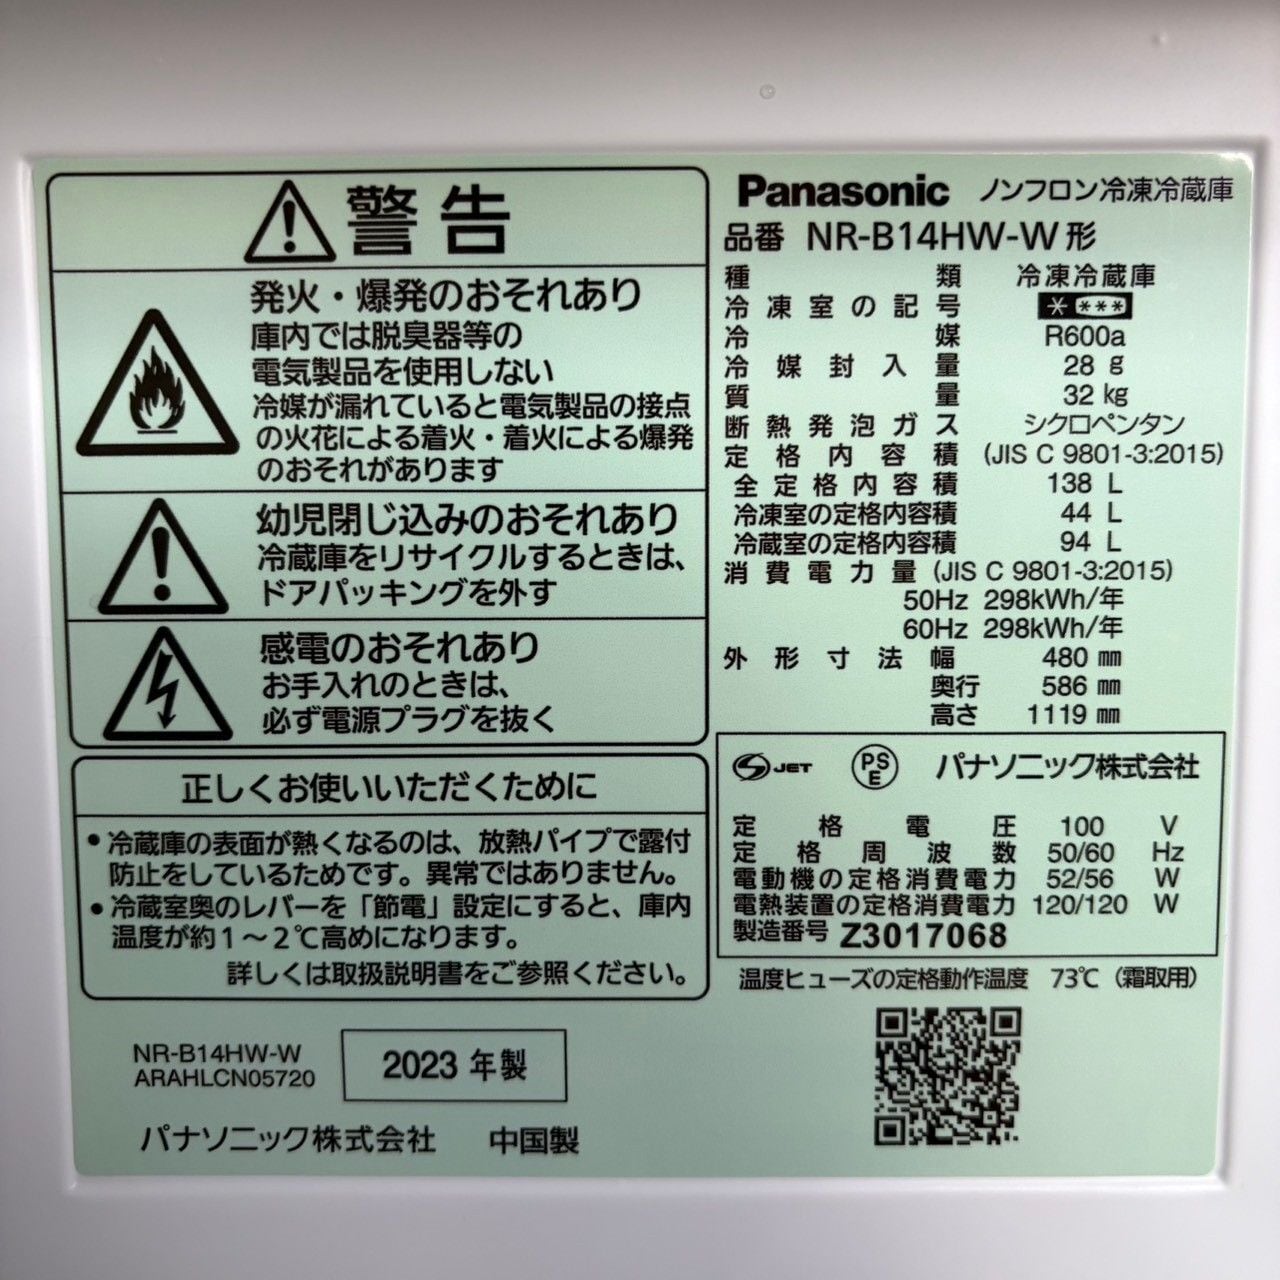 警告
発火・爆発のおそれあり
庫内では脱臭器等の
電気製品を使用しない
冷媒が漏れていると電気製品の接点
の火花による着火・着火による爆発
のおそれがあります
幼児閉じ込みのおそれあり
冷蔵庫をリサイクルするときは、
ドアパッキングを外す
感電のおそれあり
お手入れのときは、
必ず電源プラグを抜く
正しくお使いいただくために
• 冷蔵庫の表面が熱くなるのは、放熱パイプで露付
防止をしているためです。異常ではありません。
• 冷蔵室奥のレバーを「節電」設定にすると、庫内
温度が約1～2℃高めになります。
詳しくは取扱説明書をご参照ください。
NR-B14HW-W
ARAHLCN05720
2023 年製
パナソニック株式会社 中国製
Panasonic ノンフロン冷凍冷蔵庫
品番 NR-B14HW-W 形
種類 冷凍冷蔵庫
冷凍室の記号 * ***
冷媒 R600a
冷媒封入量 28 g
質量 32 kg
断熱発泡ガス シクロペンタン
定格内容積 (JIS C 9801-3:2015)
全定格内容積 138 L
冷凍室の定格内容積 44 L
冷蔵室の定格内容積 94 L
消費電力量 (JIS C 9801-3:2015)
50Hz 298kWh/年
60Hz 298kWh/年
外形寸法 幅 480 mm
奥行 586 mm
高さ 1119 mm
JET PSE パナソニック株式会社
定格電圧 100 V
定格周波数 50/60 Hz
電動機の定格消費電力 52/56 W
電熱装置の定格消費電力 120/120 W
製造番号 Z3017068
温度ヒューズの定格動作温度 73℃ (霜取用)